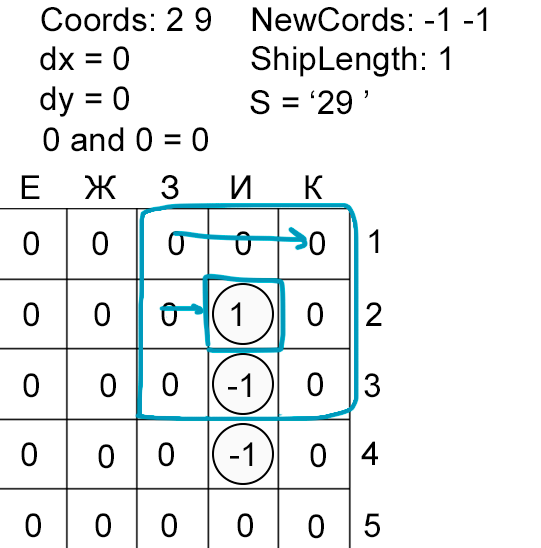 Coords: 2 9 NewCords: -1 -1
dx = 0 ShipLength: 1
dy = 0 S = ‘29 ’
0 and 0 = 0
Е Ж З И К
0 0 0 0 0 1
0 0 0 1 0 2
0 0 0 -1 0 3
0 0 0 -1 0 4
0 0 0 0 0 5